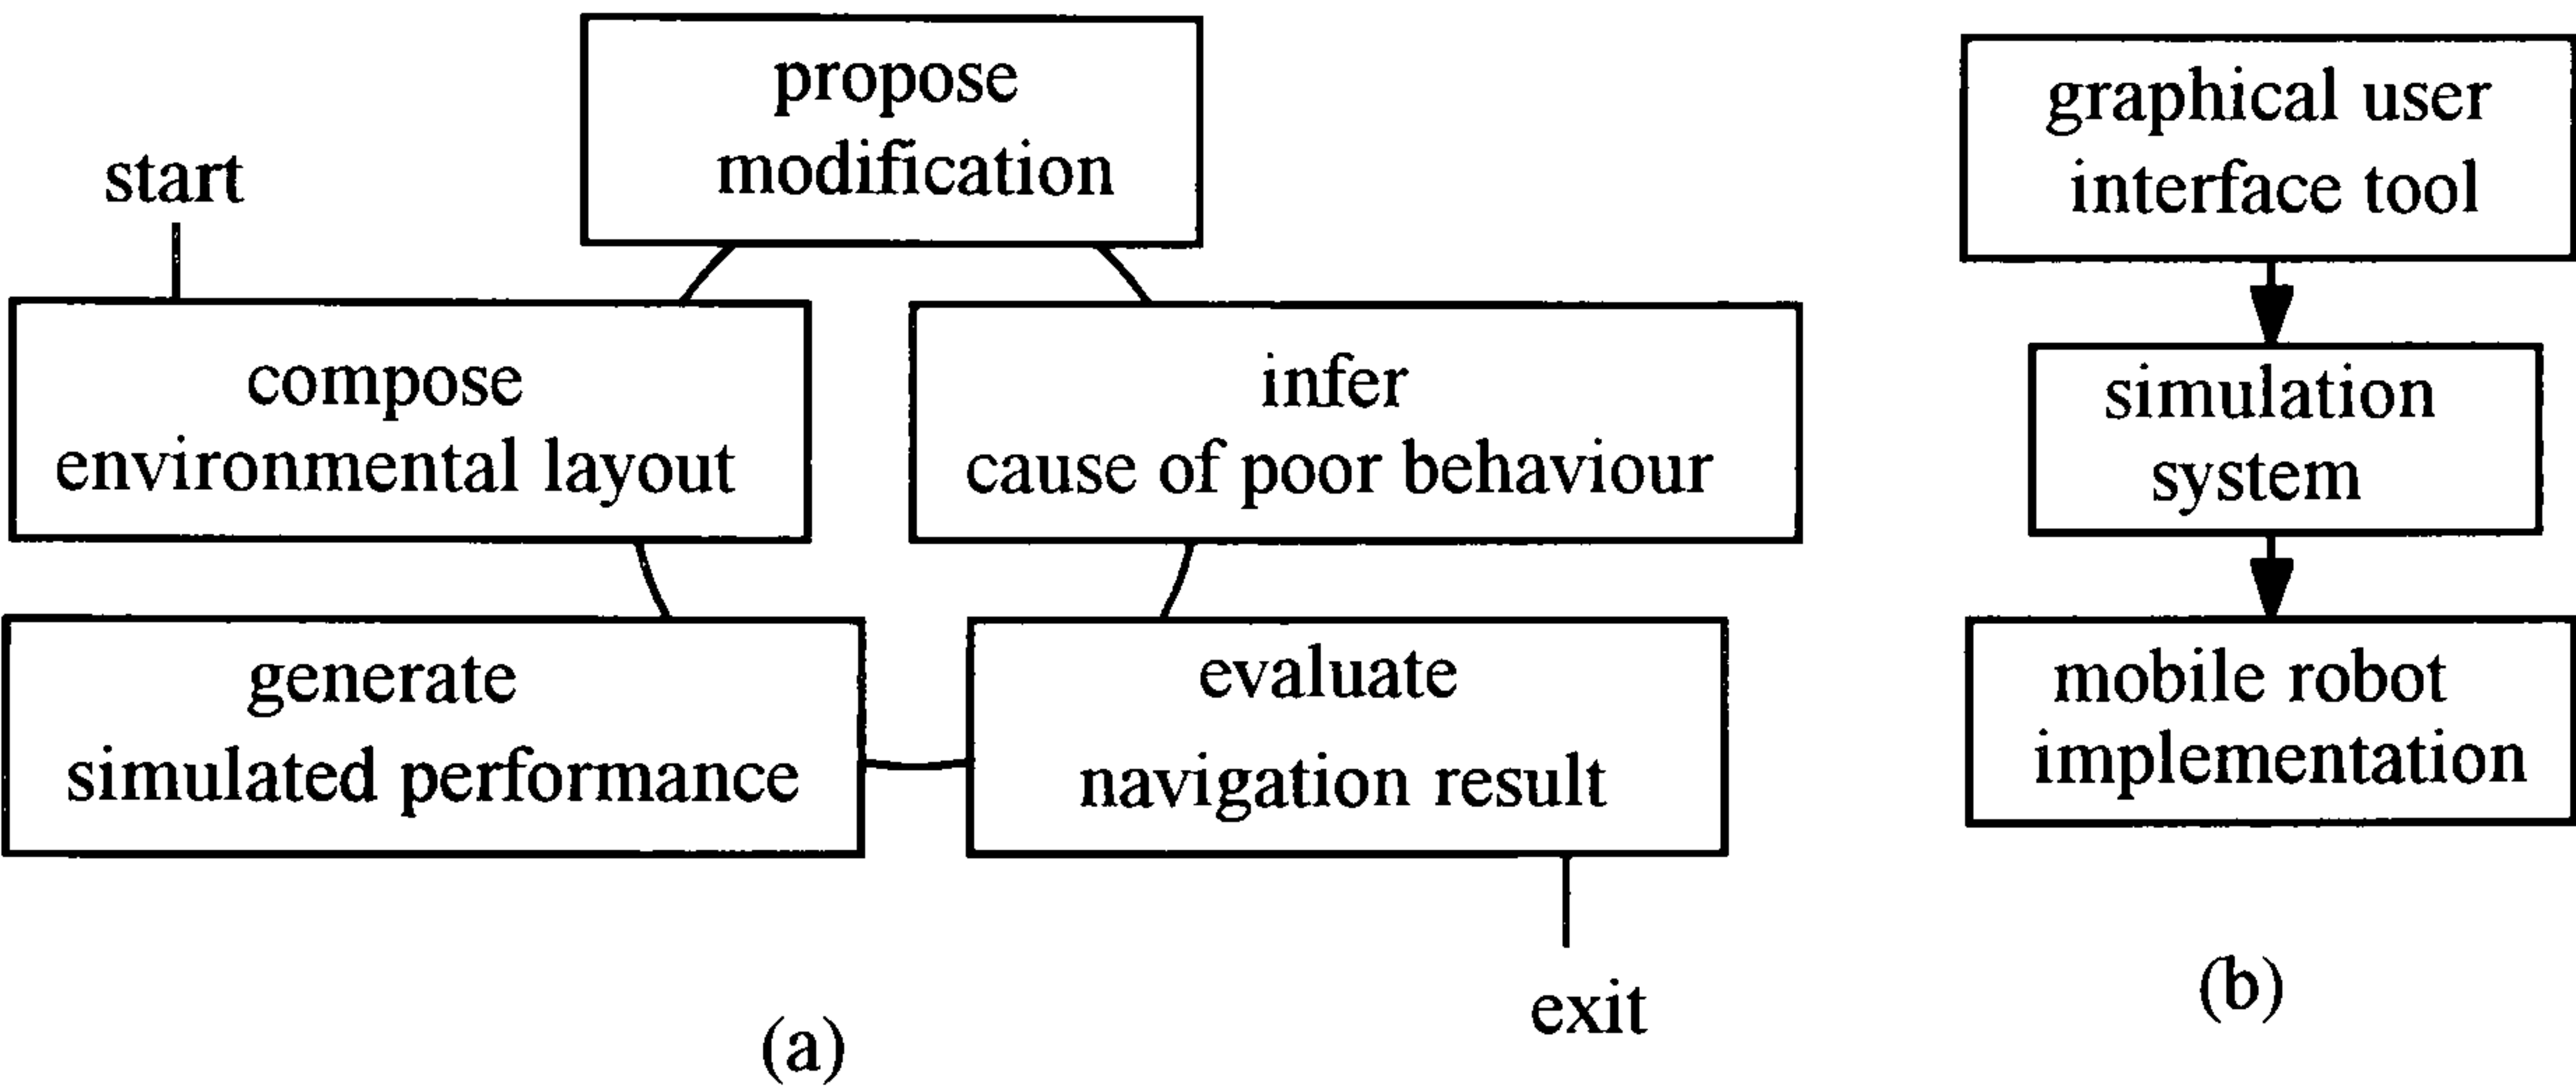 propose
modification
start
compose
environmental layout
infer
cause of poor behaviour
generate
simulated performance
evaluate
navigation result
exit
(a)
graphical user
interface tool
simulation
system
mobile robot
implementation
(b)